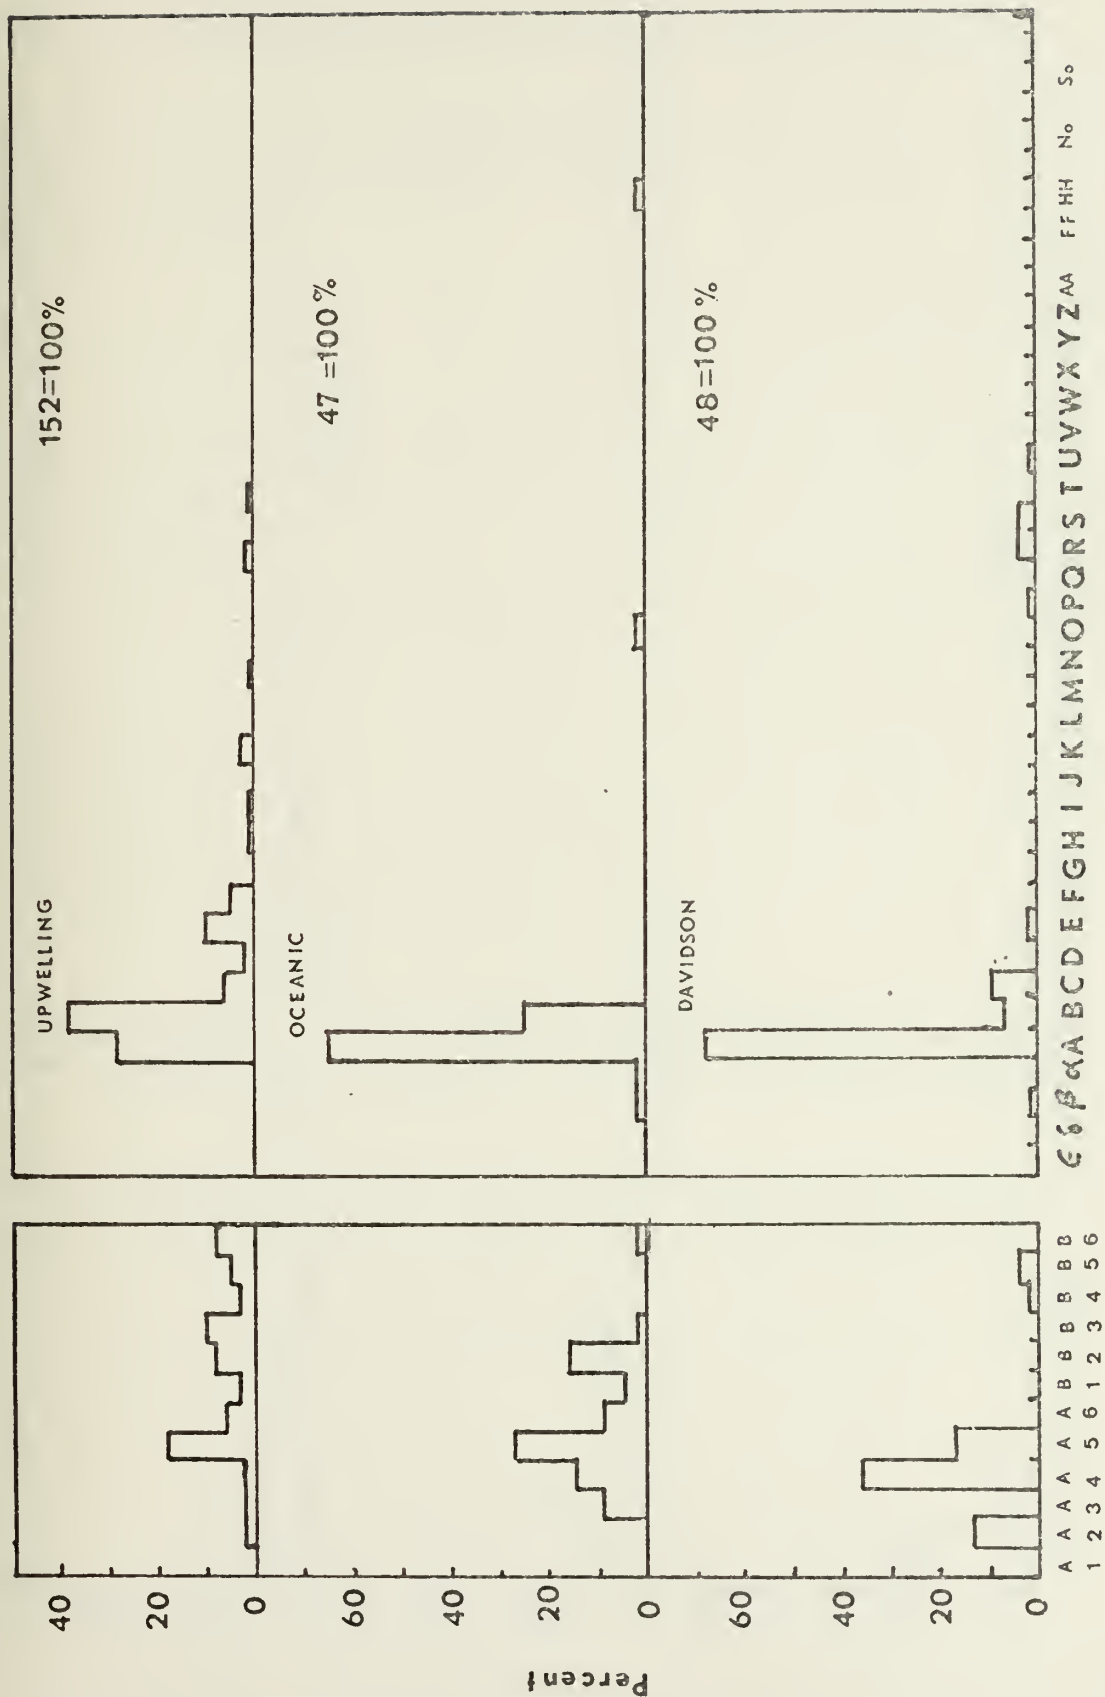 UPWELLING
152=100%
OCEANIC
47 =100%
DAVIDSON
48=100%
Percent
40
20
0
60
40
20
0
60
40
20
0
A A A A A A B B B B B B
1 2 3 4 5 6 1 2 3 4 5 6
ϵ δ β α A B C D E F G H I J K L M N O P Q R S T U V W X Y Z AA FF HH No So